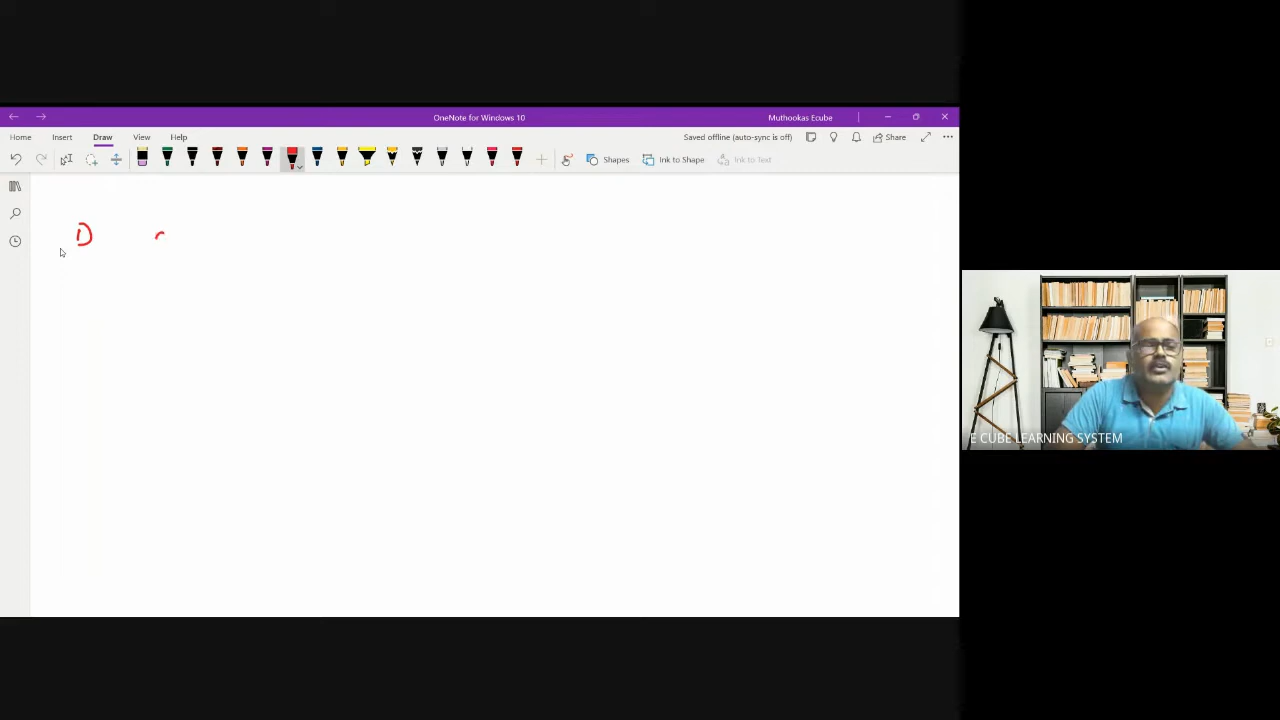 OneNote for Windows 10
Muthookas Ecube
Home Insert Draw View Help
Saved offline (auto-sync is off)
Share
Shapes
Ink to Shape
Ink to Text
D
E CUBE LEARNING SYSTEM